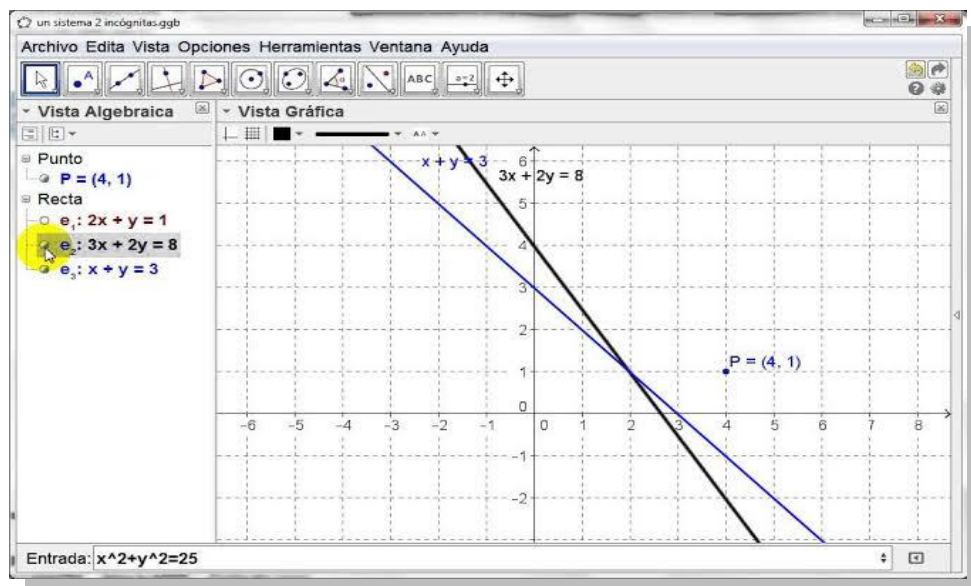 un sistema 2 incógnitas.ggb
Archivo Edita Vista Opciones Herramientas Ventana Ayuda
A
ABC
a=2
Vista Algebraica
Vista Gráfica
A A
Punto
P = (4, 1)
Recta
e₁: 2x + y = 1
e₂: 3x + 2y = 8
e₃: x + y = 3
x + y = 3
3x + 2y = 8
6
5
4
3
2
1
0
P = (4, 1)
-6 -5 -4 -3 -2 -1 0 1 2 3 4 5 6 7 8
-1
-2
Entrada: x^2+y^2=25